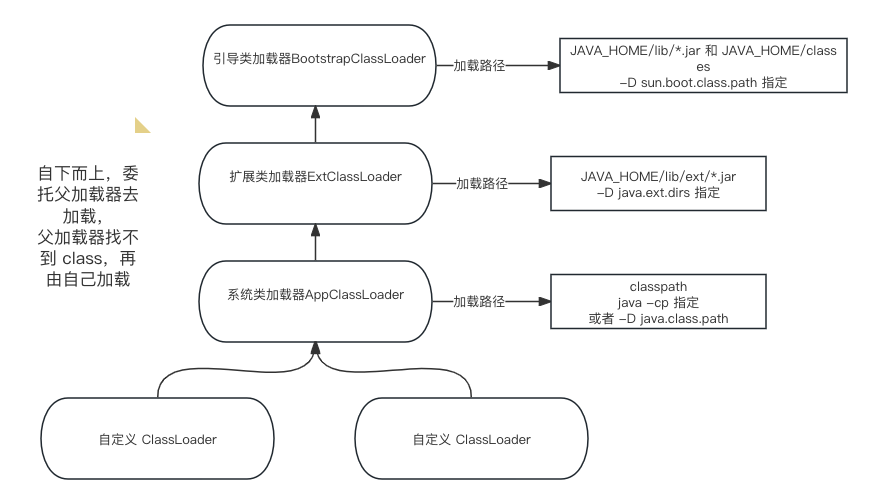 引导类加载器BootstrapClassLoader
加载路径
JAVA_HOME/lib/*.jar 和 JAVA_HOME/class
es
-D sun.boot.class.path 指定
自下而上，委
托父加载器去
加载，
父加载器找不
到 class，再
由自己加载
扩展类加载器ExtClassLoader
加载路径
JAVA_HOME/lib/ext/*.jar
-D java.ext.dirs 指定
系统类加载器AppClassLoader
加载路径
classpath
java -cp 指定
或者 -D java.class.path
自定义 ClassLoader
自定义 ClassLoader